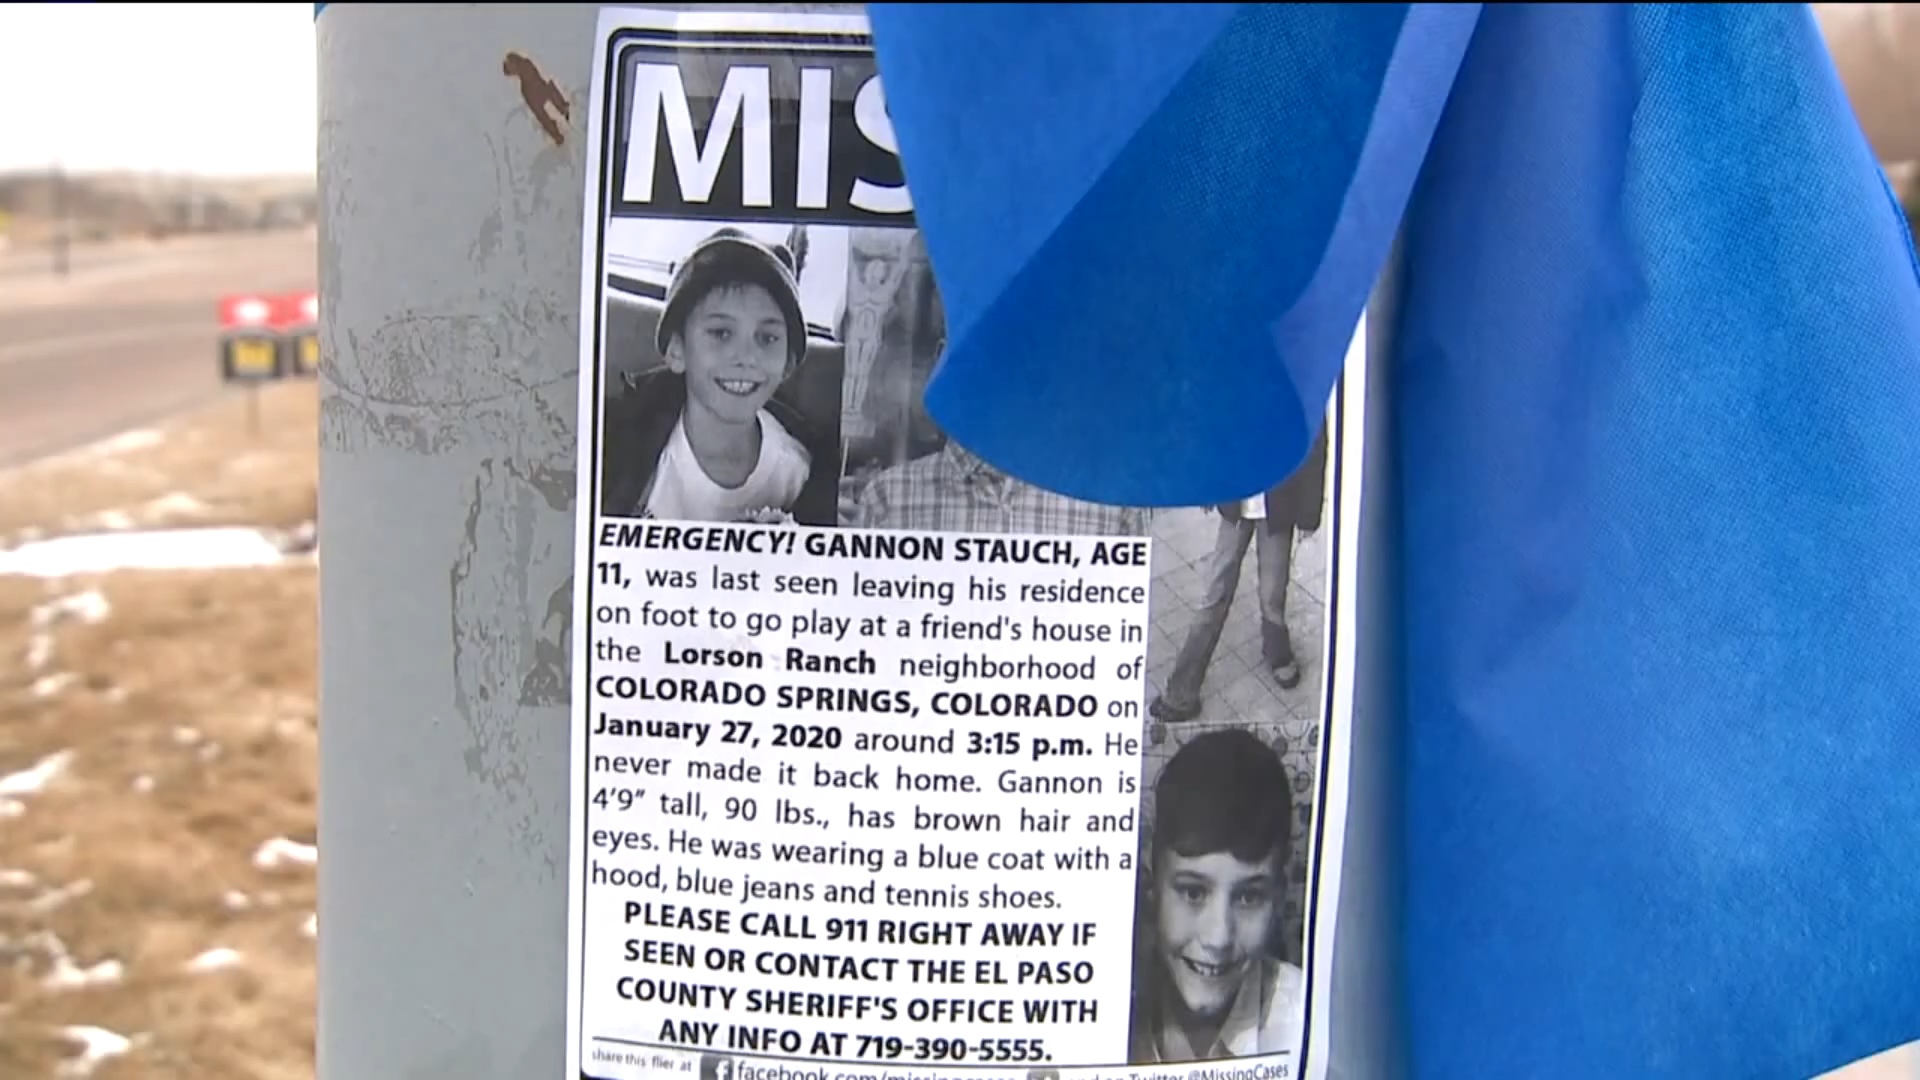 MIS
EMERGENCY! GANNON STAUCH, AGE
11, was last seen leaving his residence
on foot to go play at a friend's house in
the Lorson Ranch neighborhood of
COLORADO SPRINGS, COLORADO on
January 27, 2020 around 3:15 p.m. He
never made it back home. Gannon is
4'9” tall, 90 lbs., has brown hair and
eyes. He was wearing a blue coat with a
hood, blue jeans and tennis shoes.
PLEASE CALL 911 RIGHT AWAY IF
SEEN OR CONTACT THE EL PASO
COUNTY SHERIFF'S OFFICE WITH
ANY INFO AT 719-390-5555.
share this flier at facebook.com/missingcases and on Twitter @MissingCases